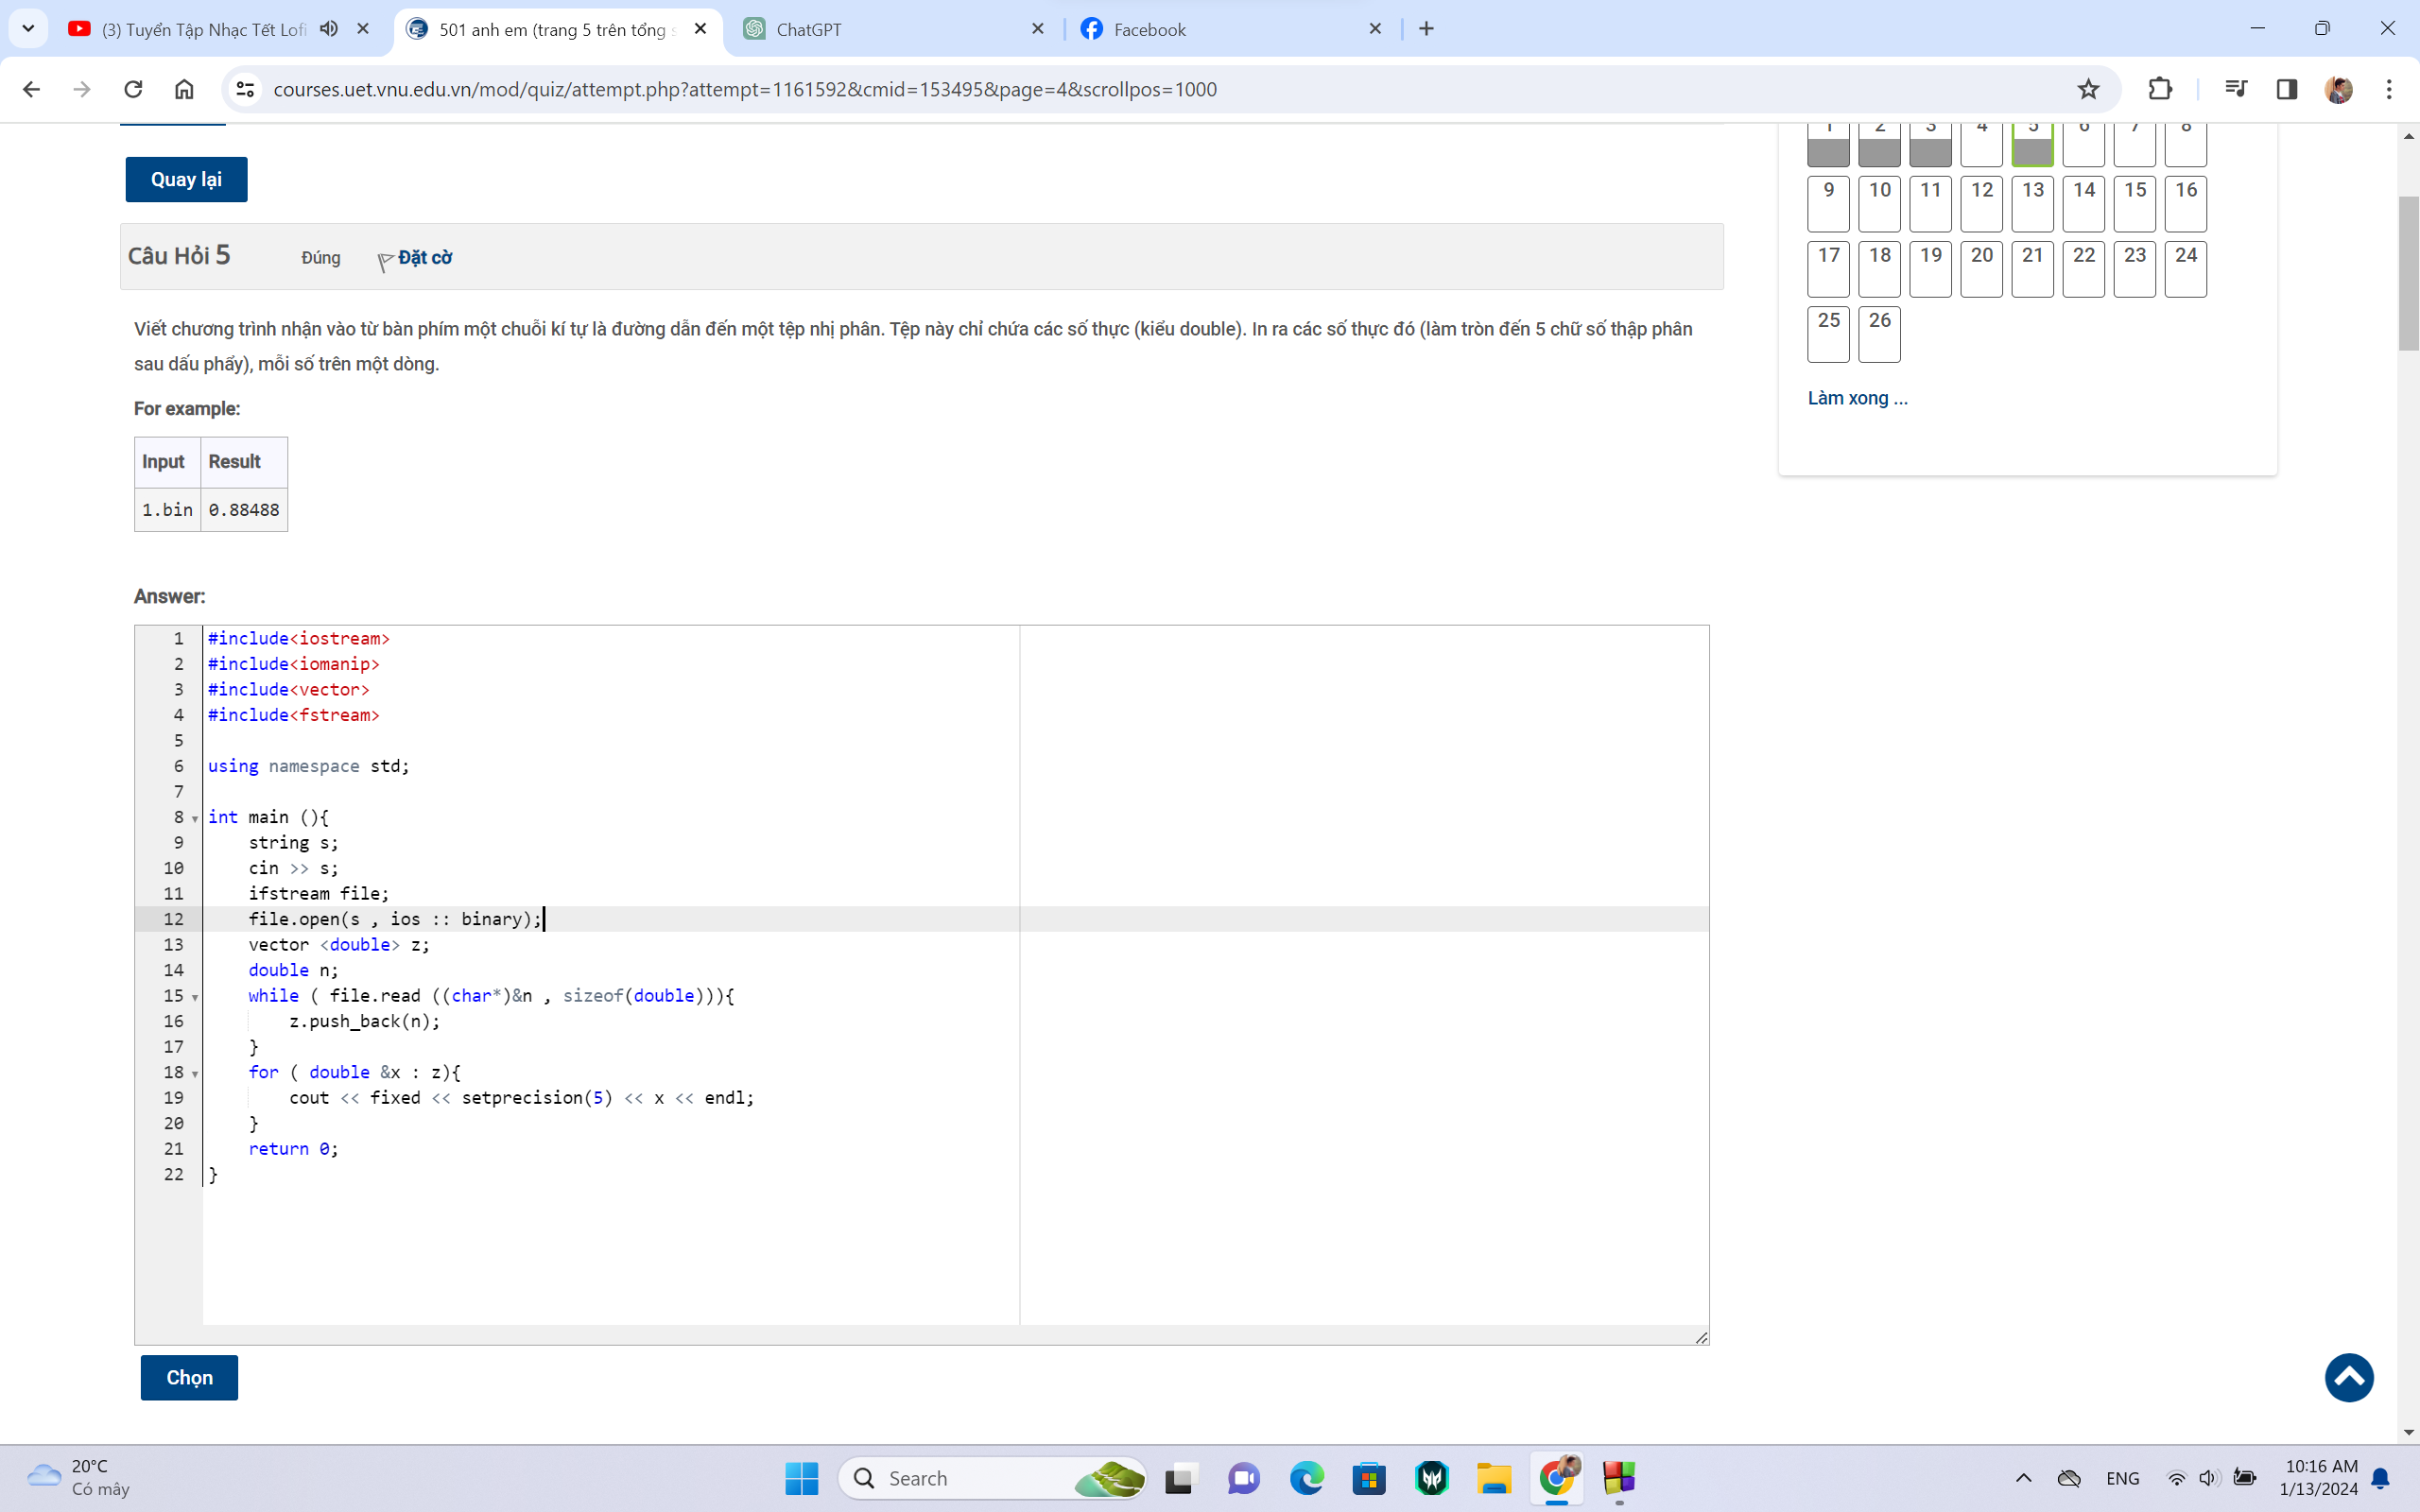 (3) Tuyển Tập Nhạc Tết Lofi
501 anh em (trang 5 trên tổng s
ChatGPT
Facebook
courses.uet.vnu.edu.vn/mod/quiz/attempt.php?attempt=1161592&cmid=153495&page=4&scrollpos=1000
1 2 3 4 5 6 7 8
9 10 11 12 13 14 15 16
17 18 19 20 21 22 23 24
25 26
Làm xong ...
Quay lại
Câu Hỏi 5 Đúng Đặt cờ
Viết chương trình nhận vào từ bàn phím một chuỗi kí tự là đường dẫn đến một tệp nhị phân. Tệp này chỉ chứa các số thực (kiểu double). In ra các số thực đó (làm tròn đến 5 chữ số thập phân
sau dấu phẩy), mỗi số trên một dòng.
For example:
Input Result
1.bin 0.88488
Answer:
1 #include<iostream>
2 #include<iomanip>
3 #include<vector>
4 #include<fstream>
5
6 using namespace std;
7
8 int main (){
9 string s;
10 cin >> s;
11 ifstream file;
12 file.open(s , ios :: binary);
13 vector <double> z;
14 double n;
15 while ( file.read ((char*)&n , sizeof(double))){
16 z.push_back(n);
17 }
18 for ( double &x : z){
19 cout << fixed << setprecision(5) << x << endl;
20 }
21 return 0;
22 }
Chọn
20°C
Có mây
Search
ENG
10:16 AM
1/13/2024